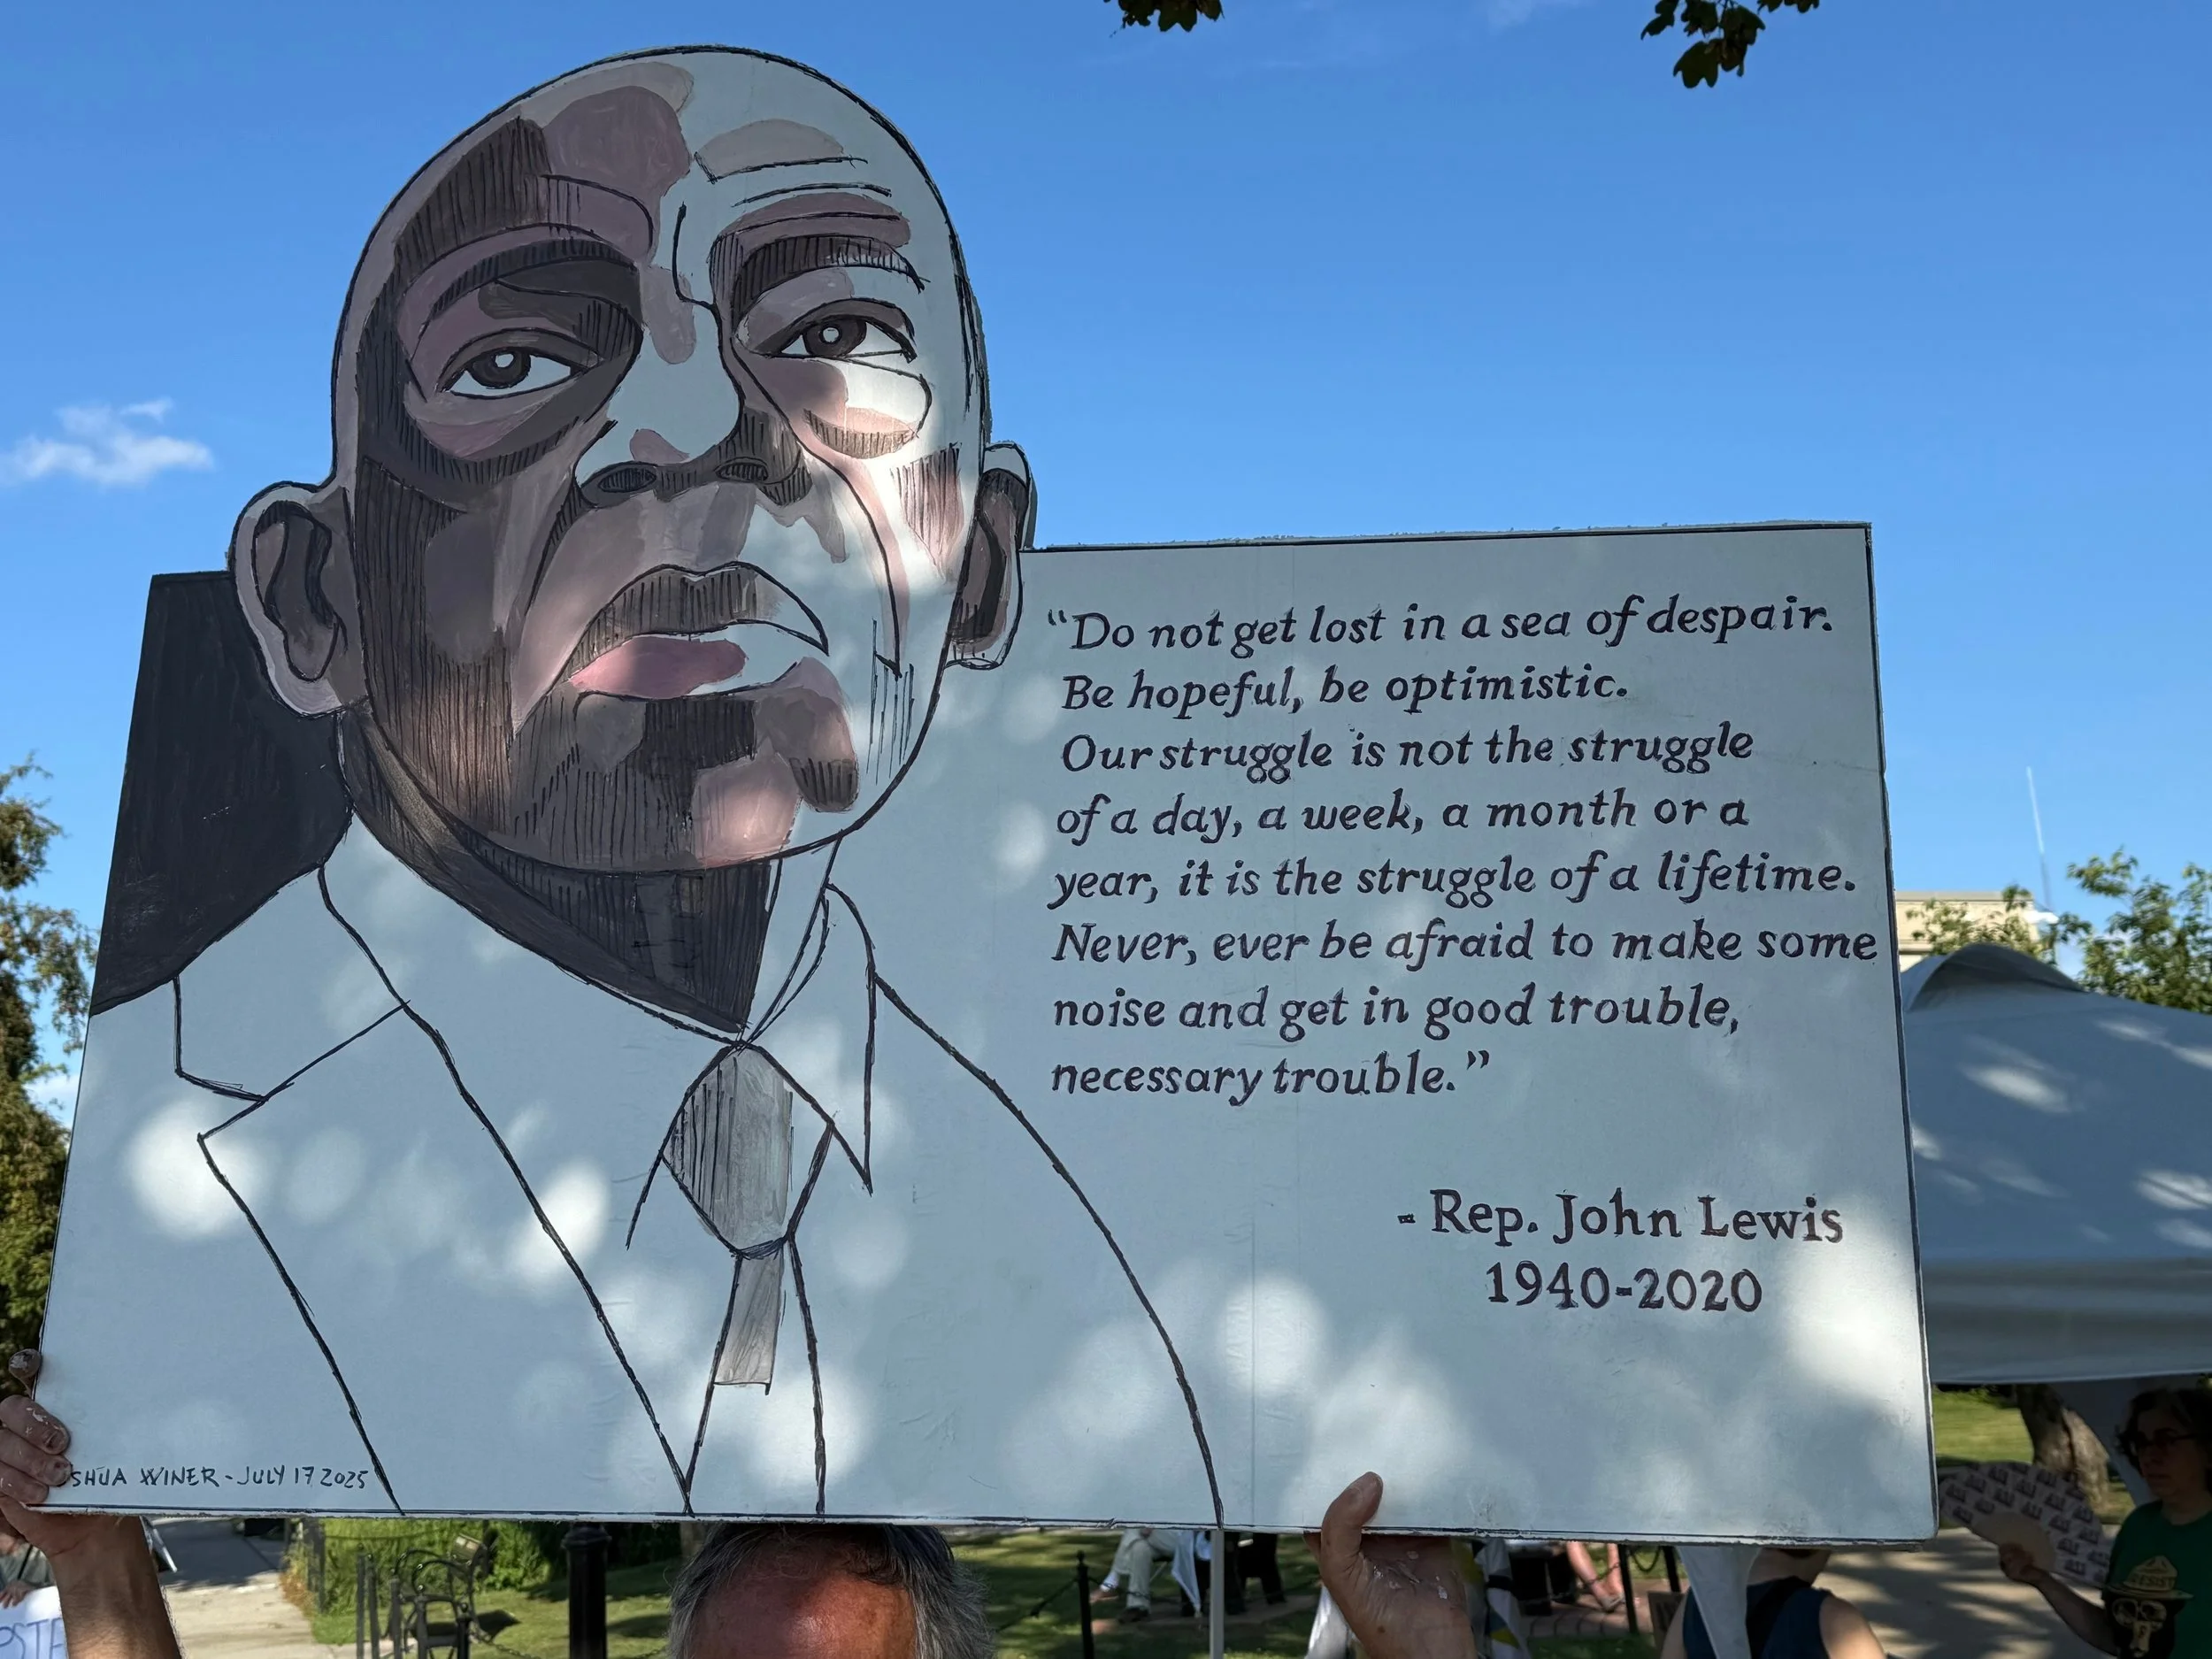 “Do not get lost in a sea of despair.
Be hopeful, be optimistic.
Our struggle is not the struggle
of a day, a week, a month or a
year, it is the struggle of a lifetime.
Never, ever be afraid to make some
noise and get in good trouble,
necessary trouble.”
- Rep. John Lewis
1940-2020
SHUA WINER - JULY 17 2025
RESIST